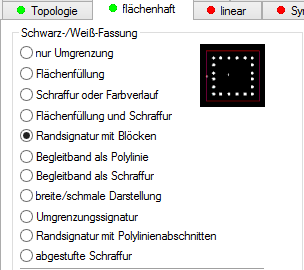 Topologie flächenhaft linear
Schwarz-/Weiß-Fassung
nur Umgrenzung
Flächenfüllung
Schraffur oder Farbverlauf
Flächenfüllung und Schraffur
Randsignatur mit Blöcken
Begleitband als Polylinie
Begleitband als Schraffur
breite/schmale Darstellung
Umgrenzungssignatur
Randsignatur mit Polylinienabschnitten
abgestufte Schraffur